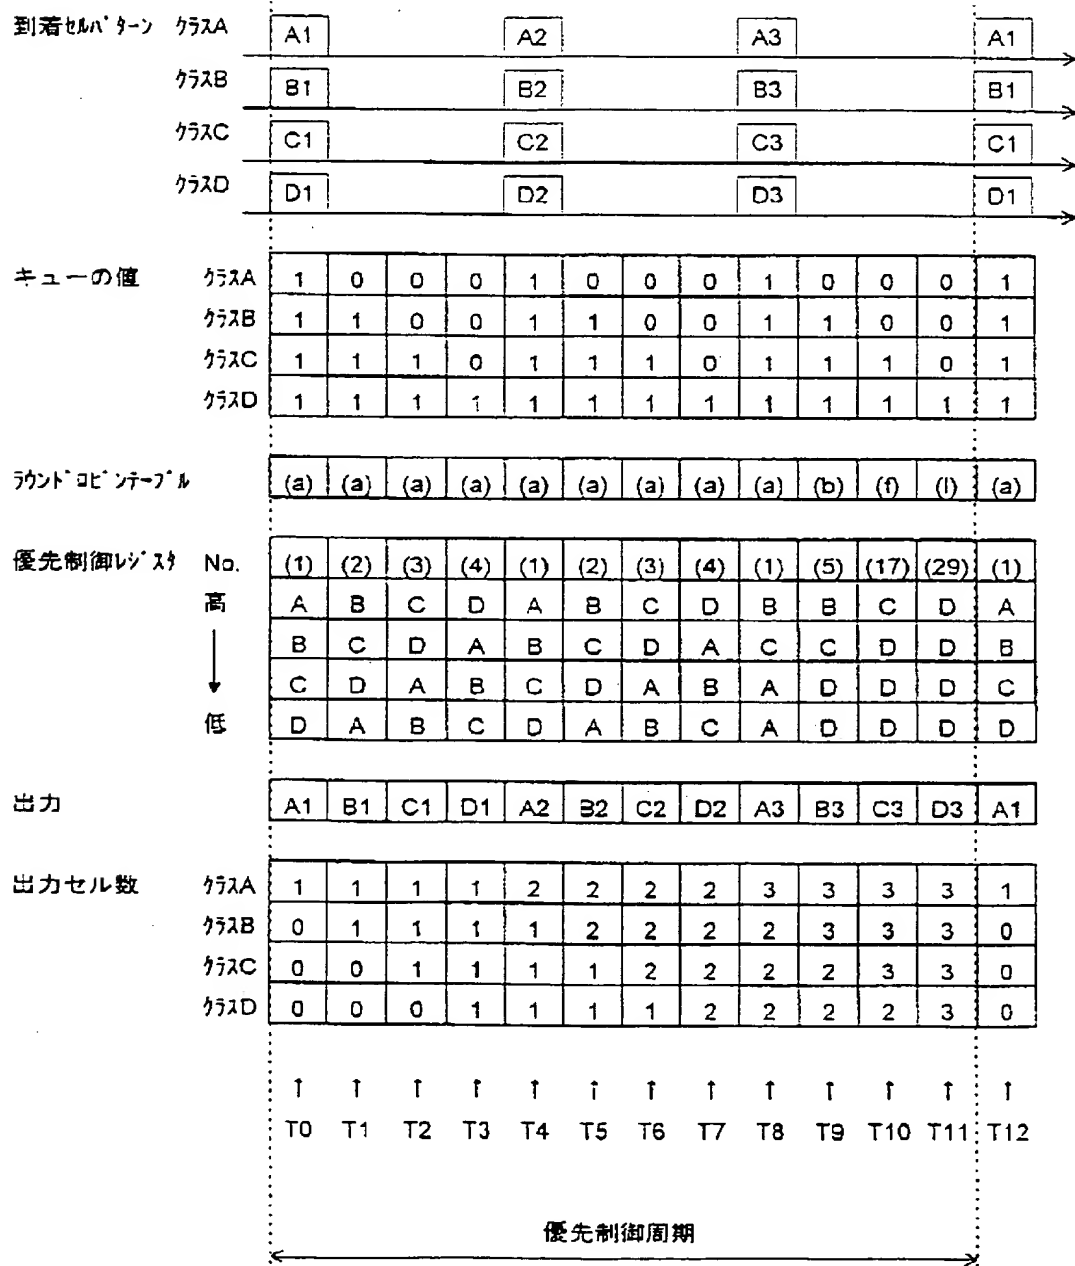 到着ｾﾙﾊﾟﾀｰﾝ ｸﾗｽA A1 A2 A3 A1
ｸﾗｽB B1 B2 B3 B1
ｸﾗｽC C1 C2 C3 C1
ｸﾗｽD D1 D2 D3 D1
キューの値 ｸﾗｽA 1 0 0 0 1 0 0 0 1 0 0 0 1
ｸﾗｽB 1 1 0 0 1 1 0 0 1 1 0 0 1
ｸﾗｽC 1 1 1 0 1 1 1 0 1 1 1 0 1
ｸﾗｽD 1 1 1 1 1 1 1 1 1 1 1 1 1
ﾗｳﾝﾄﾞﾛﾋﾞﾝﾃｰﾌﾞﾙ (a) (a) (a) (a) (a) (a) (a) (a) (a) (b) (f) (l) (a)
優先制御ﾚｼﾞｽﾀ No. (1) (2) (3) (4) (1) (2) (3) (4) (1) (5) (17) (29) (1)
高 A B C D A B C D B B C D A
B C D A B C D A C C D D B
↓ C D A B C D A B A D D D C
低 D A B C D A B C A D D D D
出力 A1 B1 C1 D1 A2 B2 C2 D2 A3 B3 C3 D3 A1
出力セル数 ｸﾗｽA 1 1 1 1 2 2 2 2 3 3 3 3 1
ｸﾗｽB 0 1 1 1 1 2 2 2 2 3 3 3 0
ｸﾗｽC 0 0 1 1 1 1 2 2 2 2 3 3 0
ｸﾗｽD 0 0 0 1 1 1 1 2 2 2 2 3 0
↑ ↑ ↑ ↑ ↑ ↑ ↑ ↑ ↑ ↑ ↑ ↑ ↑
T0 T1 T2 T3 T4 T5 T6 T7 T8 T9 T10 T11 T12
優先制御周期